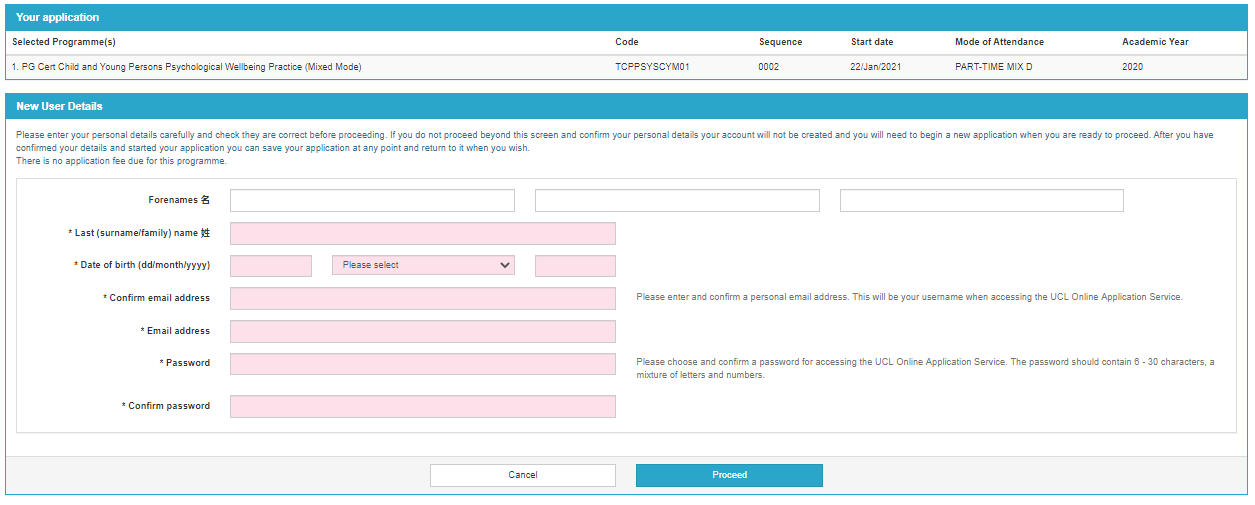 Your application
Selected Programme(s) Code Sequence Start date Mode of Attendance Academic Year
1. PG Cert Child and Young Persons Psychological Wellbeing Practice (Mixed Mode) TCPPSYSCYM01 0002 22/Jan/2021 PART-TIME MIX D 2020
New User Details
Please enter your personal details carefully and check they are correct before proceeding. If you do not proceed beyond this screen and confirm your personal details your account will not be created and you will need to begin a new application when you are ready to proceed. After you have
confirmed your details and started your application you can save your application at any point and return to it when you wish.
There is no application fee due for this programme.
Forenames 名
* Last (surname/family) name 姓
* Date of birth (dd/month/yyyy) Please select
* Confirm email address Please enter and confirm a personal email address. This will be your username when accessing the UCL Online Application Service.
* Email address
* Password Please choose and confirm a password for accessing the UCL Online Application Service. The password should contain 6 - 30 characters, a
mixture of letters and numbers.
* Confirm password
Cancel Proceed